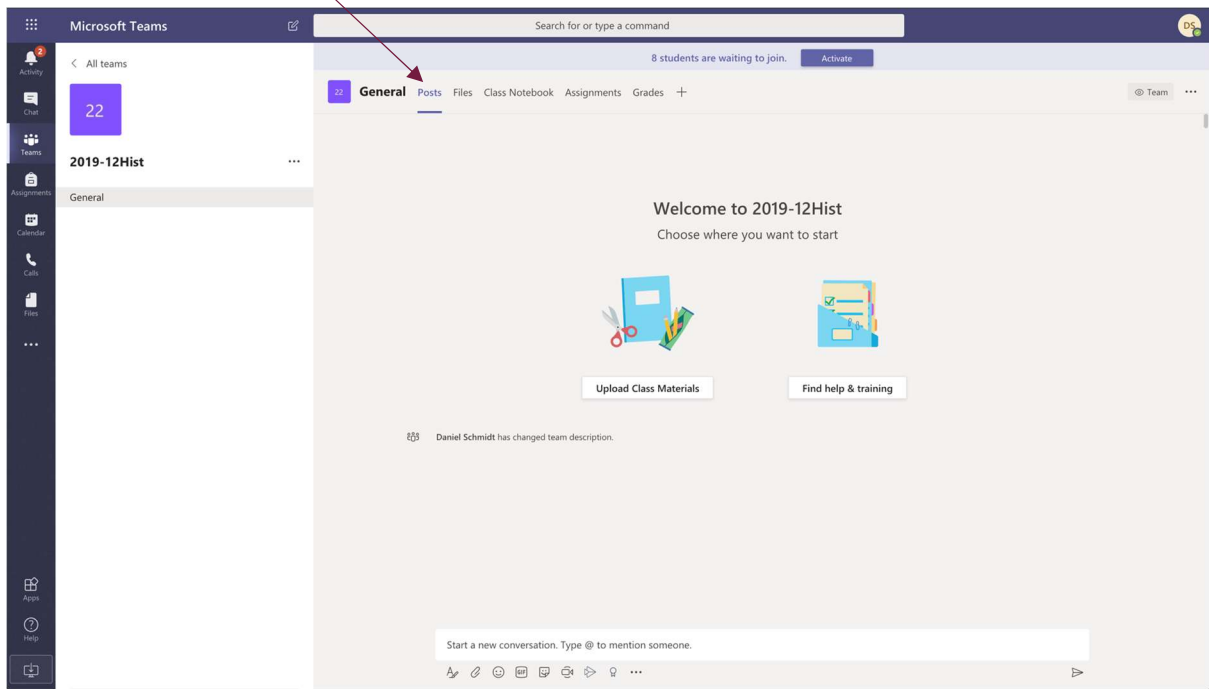 Microsoft Teams
Search for or type a command
DS
2
Activity
Chat
Teams
Assignments
Calendar
Calls
Files
Apps
Help
All teams
22
2019-12Hist
General
8 students are waiting to join.
Activate
22 General Posts Files Class Notebook Assignments Grades
Team
Welcome to 2019-12Hist
Choose where you want to start
Upload Class Materials
Find help & training
Daniel Schmidt has changed team description.
Start a new conversation. Type @ to mention someone.
GIF